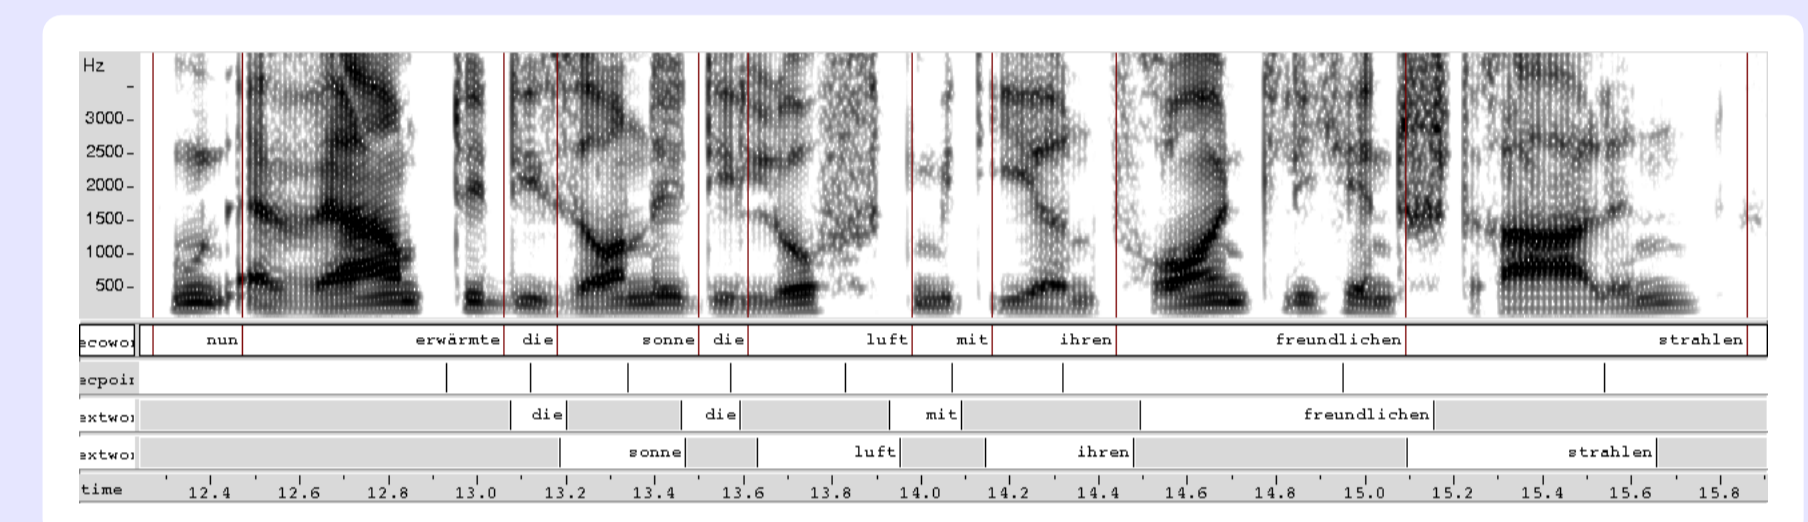 Hz
3000
2500
2000
1500
1000
500
nun erwärmte die sonne die luft mit ihren freundlichen strahlen
die die mit freundlichen
sonne luft ihren strahlen
time 12.4 12.6 12.8 13.0 13.2 13.4 13.6 13.8 14.0 14.2 14.4 14.6 14.8 15.0 15.2 15.4 15.6 15.8